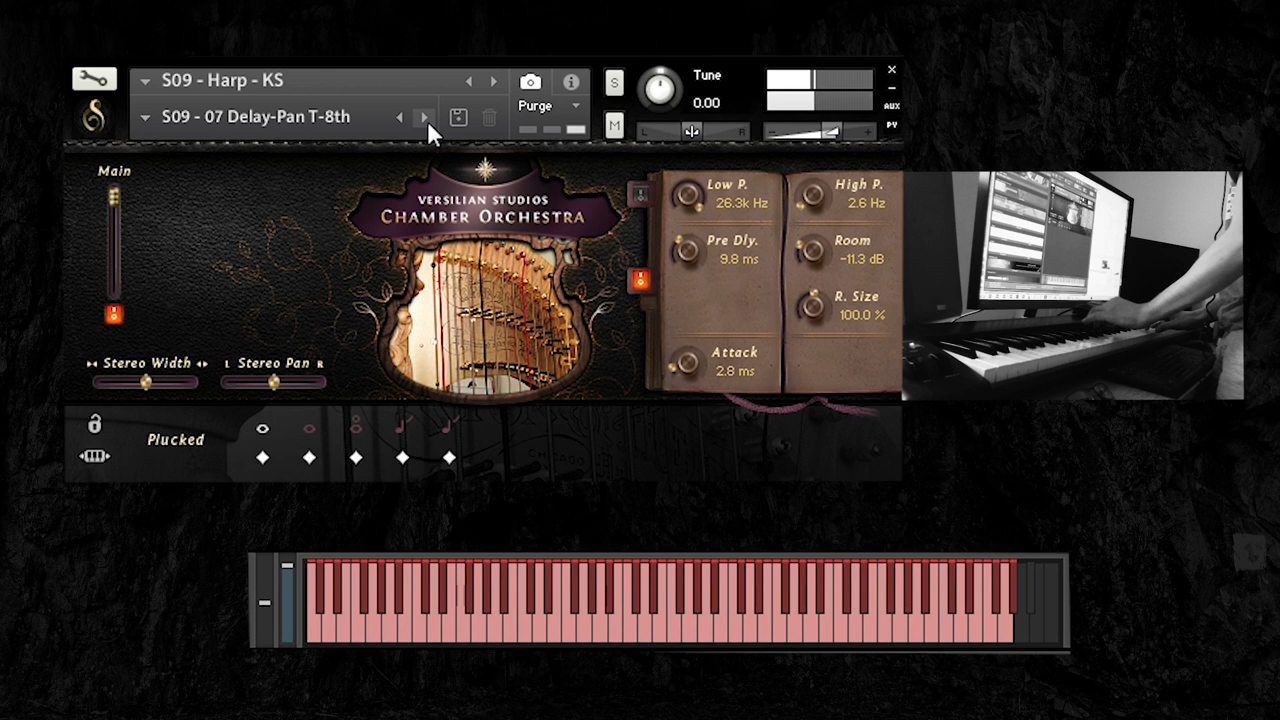 S09 - Harp - KS
S09 - 07 Delay-Pan T-8th
Purge
S
M
Tune
0.00
L R
AUX
PV
Main
VERSILIAN STUDIOS
CHAMBER ORCHESTRA
Stereo Width
L Stereo Pan R
Low P.
26.3k Hz
High P.
2.6 Hz
Pre Dly.
9.8 ms
Room
-11.3 dB
R. Size
100.0 %
Attack
2.8 ms
Plucked